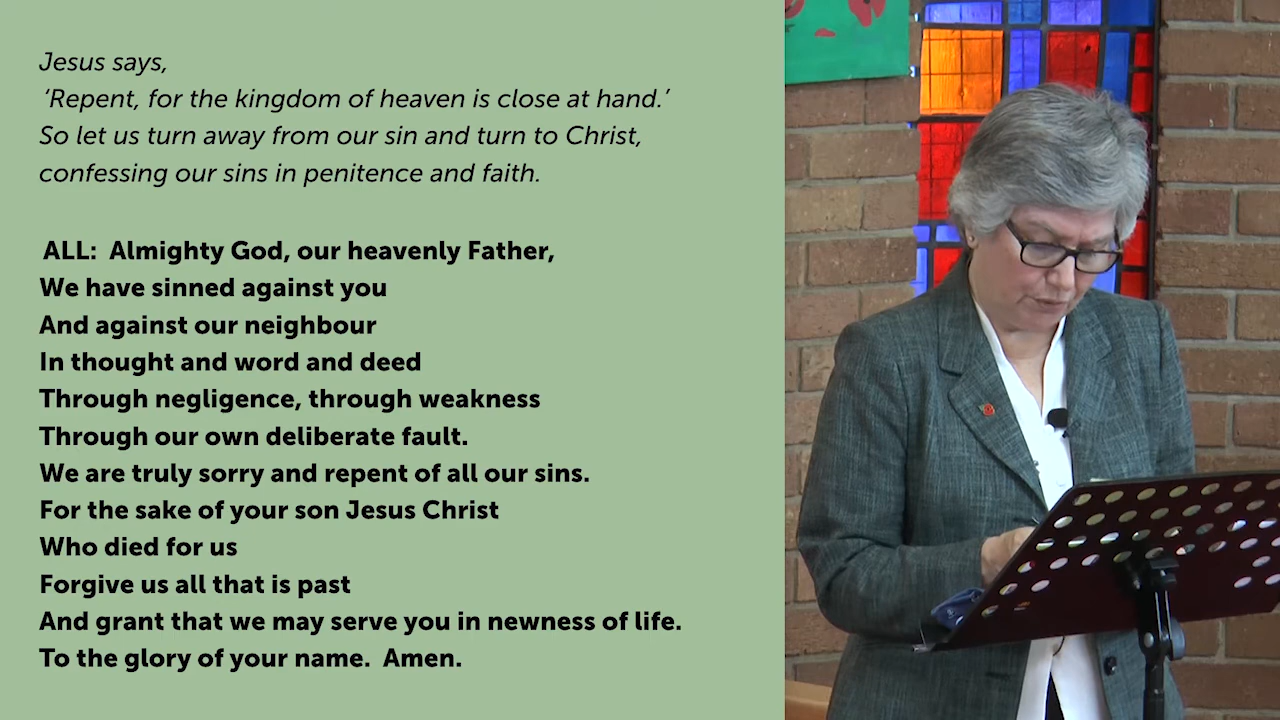 Jesus says,
‘Repent, for the kingdom of heaven is close at hand.’
So let us turn away from our sin and turn to Christ,
confessing our sins in penitence and faith.
ALL: Almighty God, our heavenly Father,
We have sinned against you
And against our neighbour
In thought and word and deed
Through negligence, through weakness
Through our own deliberate fault.
We are truly sorry and repent of all our sins.
For the sake of your son Jesus Christ
Who died for us
Forgive us all that is past
And grant that we may serve you in newness of life.
To the glory of your name. Amen.